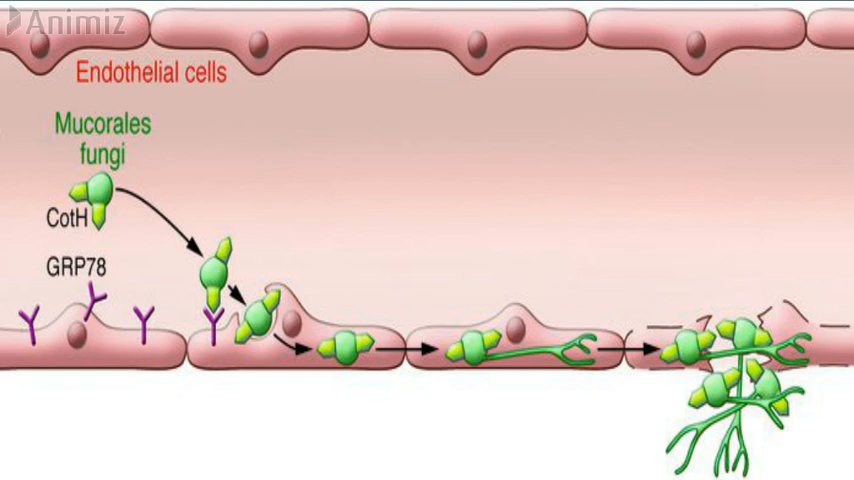 Animiz
Endothelial cells
Mucorales
fungi
CotH
GRP78